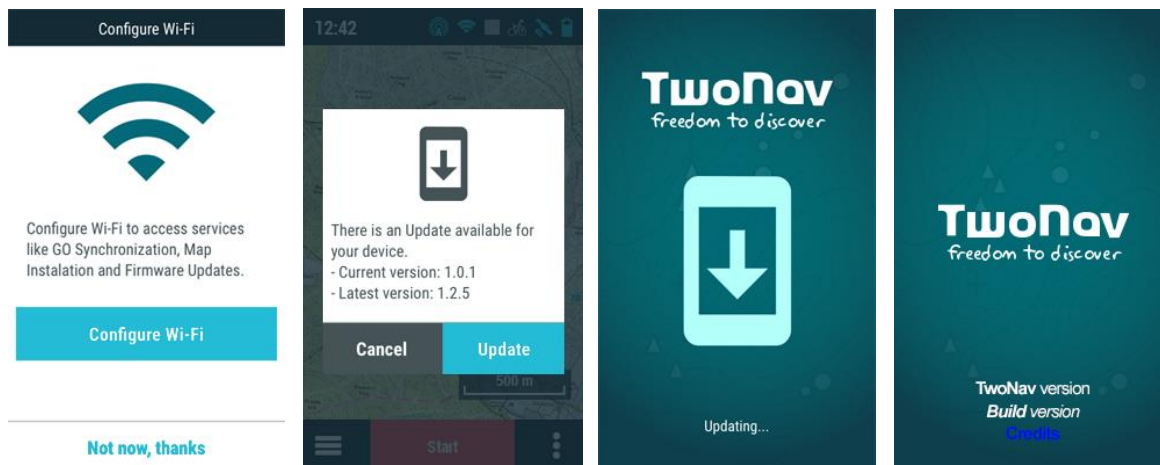 Configure Wi-Fi
Configure Wi-Fi to access services
like GO Synchronization, Map
Instalation and Firmware Updates.
Configure Wi-Fi
Not now, thanks
12:42
There is an Update available for
your device.
- Current version: 1.0.1
- Latest version: 1.2.5
Cancel
Update
500 m
Start
TwoNav
freedom to discover
Updating...
TwoNav
freedom to discover
TwoNav version
Build version
Credits